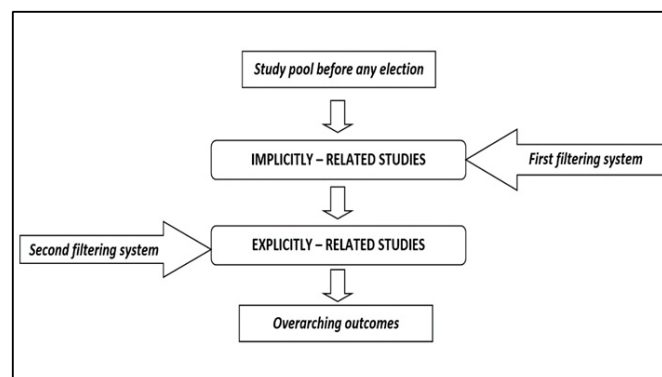 Study pool before any election
IMPLICITLY – RELATED STUDIES
First filtering system
Second filtering system
EXPLICITLY – RELATED STUDIES
Overarching outcomes